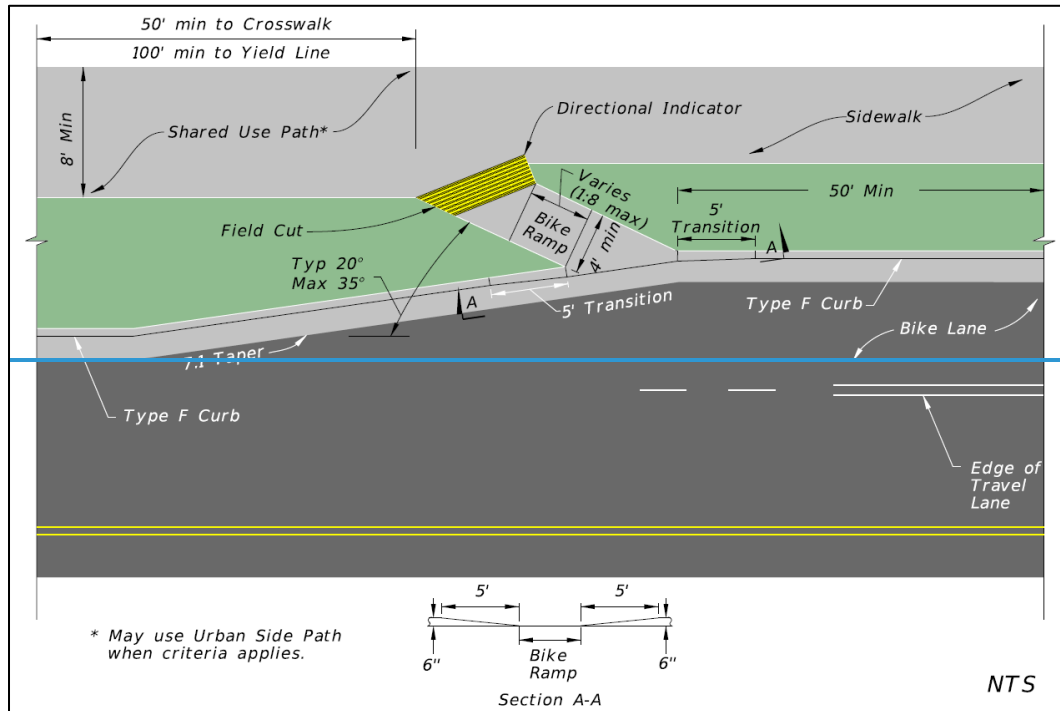 50' min to Crosswalk
100' min to Yield Line
8' Min
Shared Use Path*
Directional Indicator
Sidewalk
Varies
(1:8 max)
50' Min
5'
Transition
A
Field Cut
Bike
Ramp
4' min
Typ 20°
Max 35°
A
5' Transition
Type F Curb
Bike Lane
7:1 Taper
Type F Curb
Edge of
Travel
Lane
5'
5'
* May use Urban Side Path
when criteria applies.
6"
Bike
Ramp
6"
Section A-A
NTS